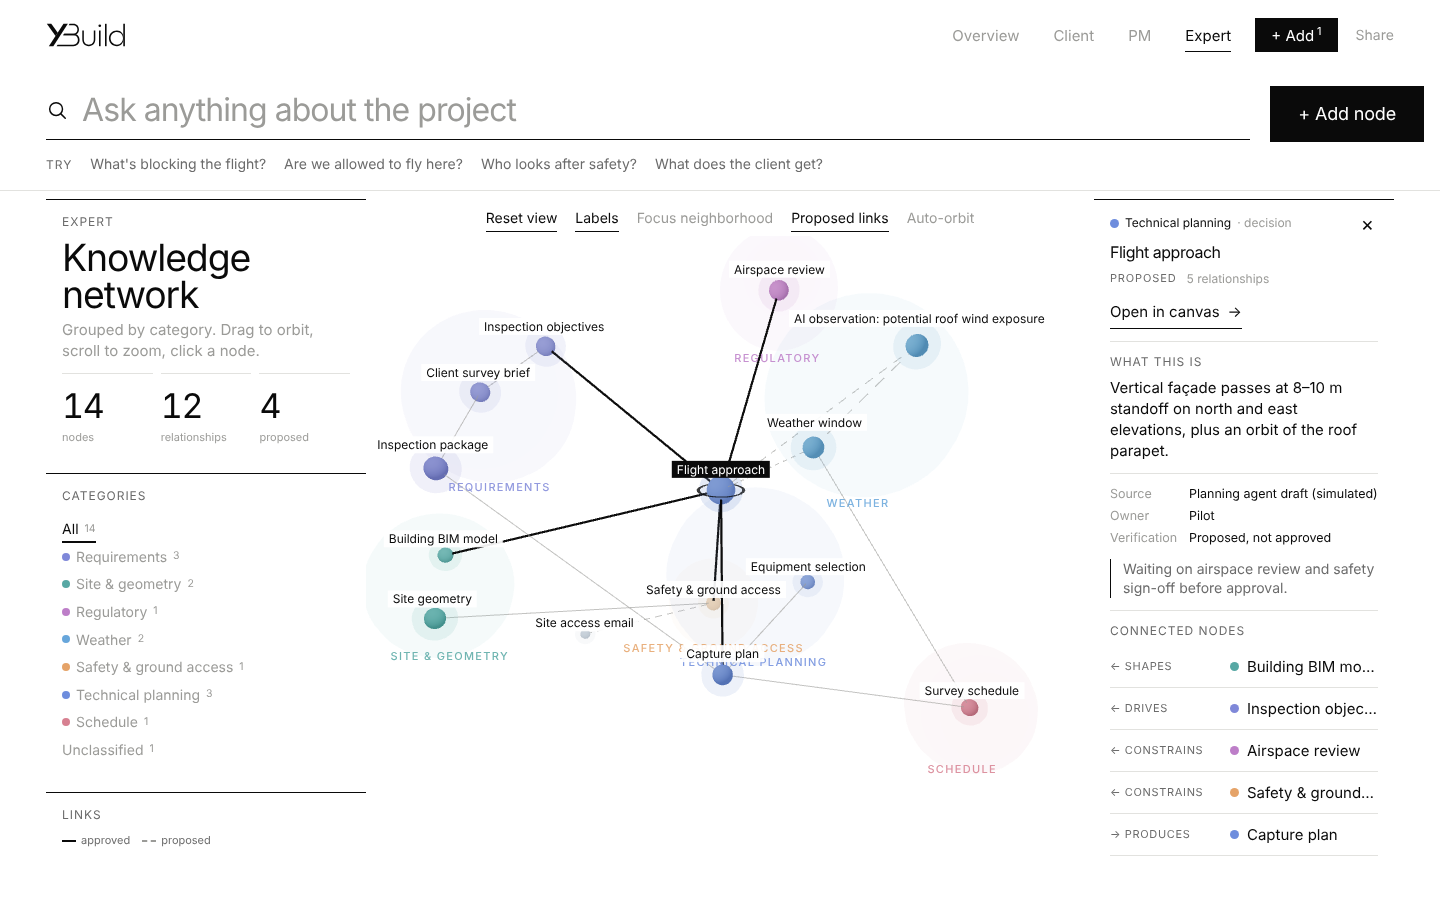 YBuild
Overview
Client
PM
Expert
+ Add 1
Share
Ask anything about the project
+ Add node
TRY
What's blocking the flight?
Are we allowed to fly here?
Who looks after safety?
What does the client get?
EXPERT
Knowledge
network
Grouped by category. Drag to orbit,
scroll to zoom, click a node.
14
nodes
12
relationships
4
proposed
CATEGORIES
All 14
Requirements 3
Site & geometry 2
Regulatory 1
Weather 2
Safety & ground access 1
Technical planning 3
Schedule 1
Unclassified 1
LINKS
approved
proposed
Reset view
Labels
Focus neighborhood
Proposed links
Auto-orbit
Airspace review
AI observation: potential roof wind exposure
Inspection objectives
REGULATORY
Client survey brief
Weather window
Inspection package
Flight approach
REQUIREMENTS
WEATHER
Building BIM model
Equipment selection
Safety & ground access
Site geometry
Site access email
SAFETY & GROUND ACCESS
SITE & GEOMETRY
Capture plan
TECHNICAL PLANNING
Survey schedule
SCHEDULE
Technical planning · decision
×
Flight approach
PROPOSED 5 relationships
Open in canvas →
WHAT THIS IS
Vertical façade passes at 8–10 m
standoff on north and east
elevations, plus an orbit of the roof
parapet.
Source Planning agent draft (simulated)
Owner Pilot
Verification Proposed, not approved
Waiting on airspace review and safety
sign-off before approval.
CONNECTED NODES
← SHAPES Building BIM mo...
← DRIVES Inspection objec...
← CONSTRAINS Airspace review
← CONSTRAINS Safety & ground...
→ PRODUCES Capture plan